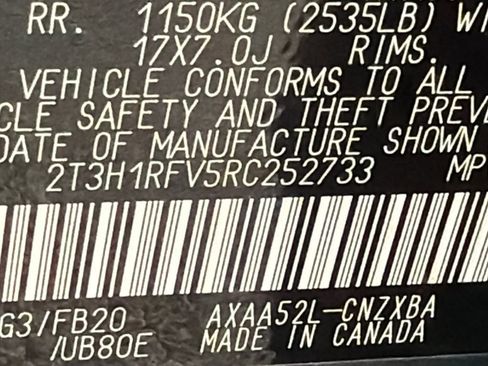 RR. 1150KG (2535LB) WI
17X7.0J RIMS.
VEHICLE CONFORMS TO ALL
CLE SAFETY AND THEFT PREVE
DATE OF MANUFACTURE SHOWN
2T3H1RFV5RC252733 MP
G3/FB20 AXAA52L-CNZXBA
/UB80E MADE IN CANADA